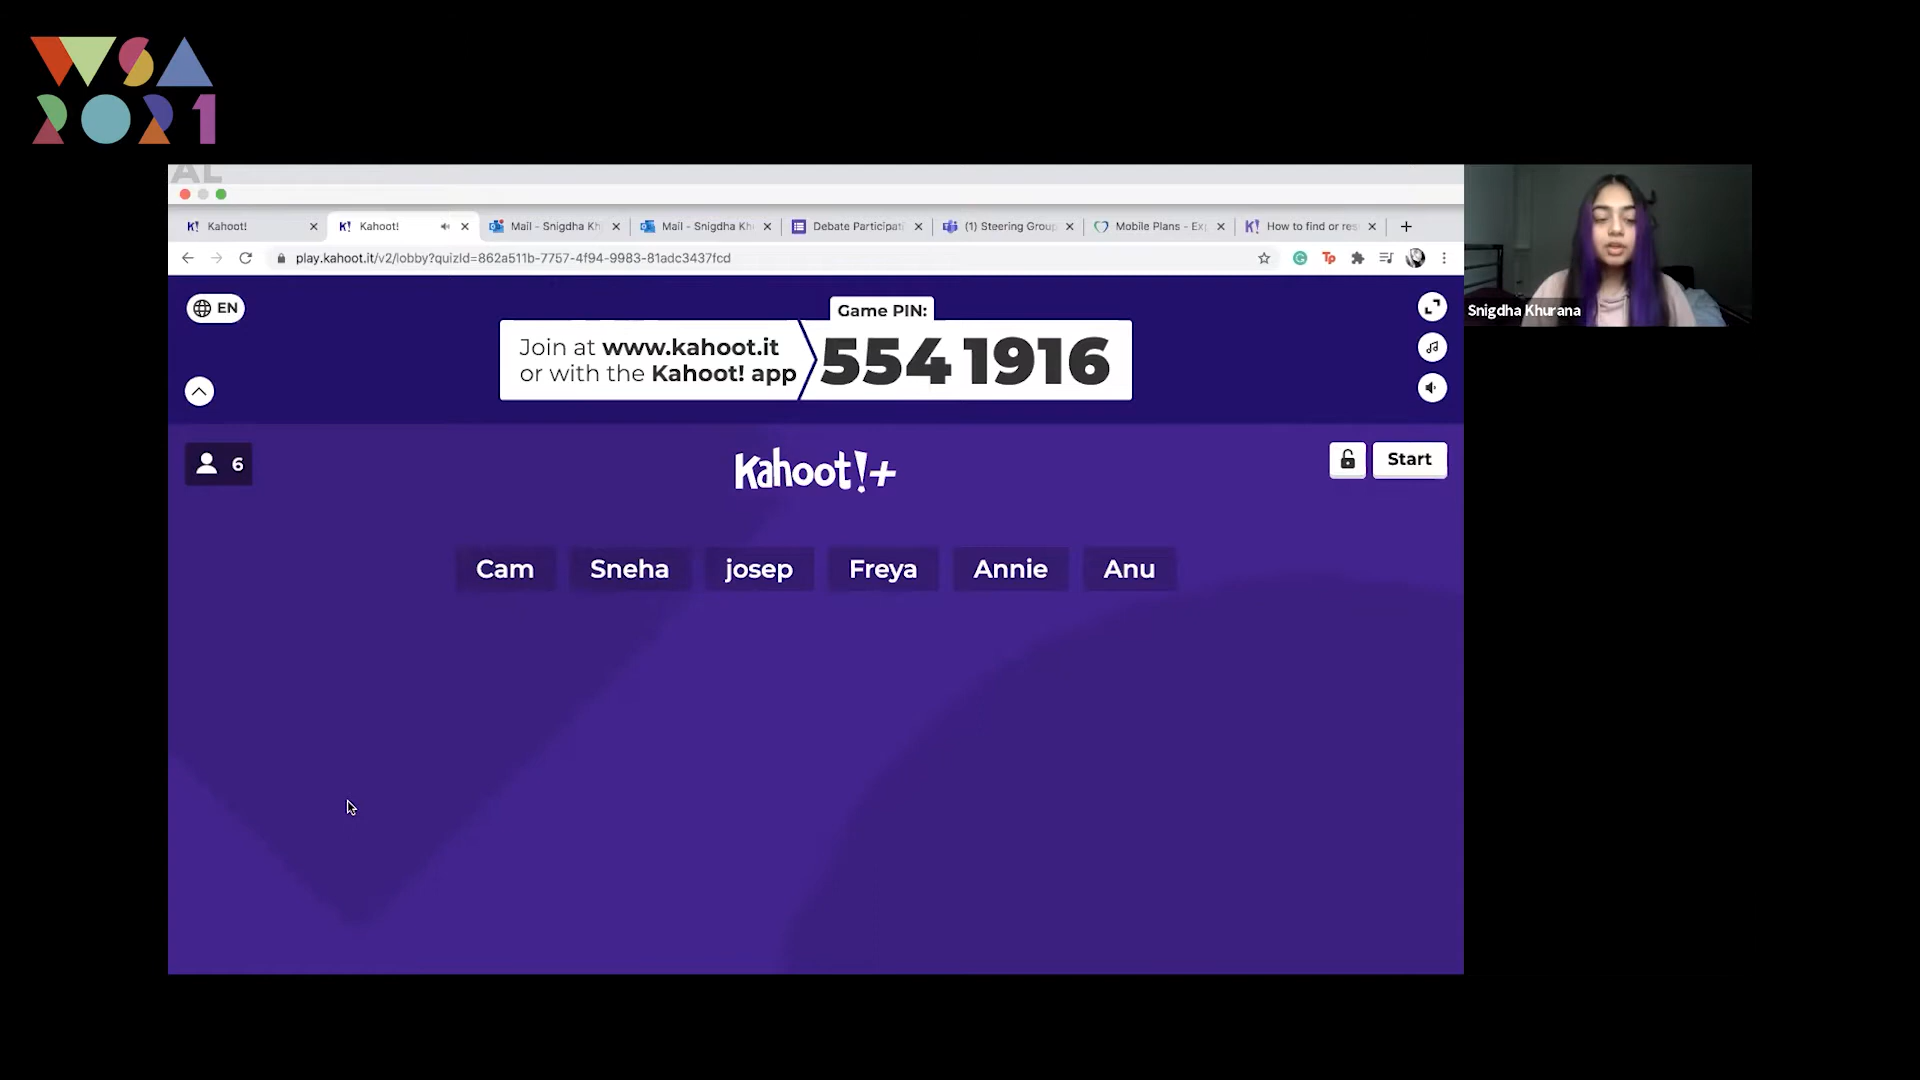 WSA
2021
AL
Kahoot!
Kahoot!
Mail - Snigdha Kh
Mail - Snigdha Kh
Debate Participat
(1) Steering Group
Mobile Plans - Exp
How to find or res
play.kahoot.it/v2/lobby?quizId=862a511b-7757-4f94-9983-81adc3437fcd
EN
Game PIN:
Join at www.kahoot.it
or with the Kahoot! app
554 1916
Snigdha Khurana
6
Kahoot!+
Start
Cam
Sneha
josep
Freya
Annie
Anu